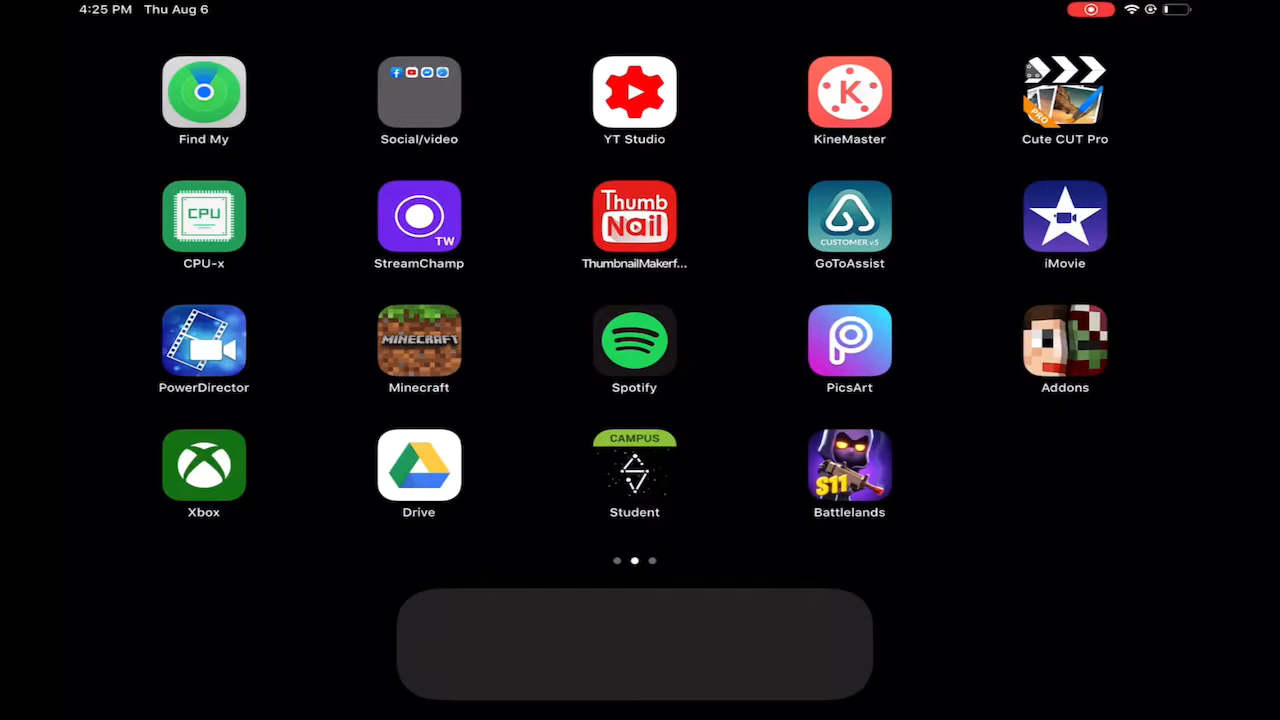 4:25 PM Thu Aug 6
Find My
Social/video
YT Studio
K
KineMaster
PRO
Cute CUT Pro
CPU
CPU-x
TW
StreamChamp
Thumb
Nail
ThumbnailMakerf...
CUSTOMER v5
GoToAssist
iMovie
PowerDirector
MINECRAFT
Minecraft
Spotify
PicsArt
Addons
Xbox
Drive
CAMPUS
Student
S11
Battlelands